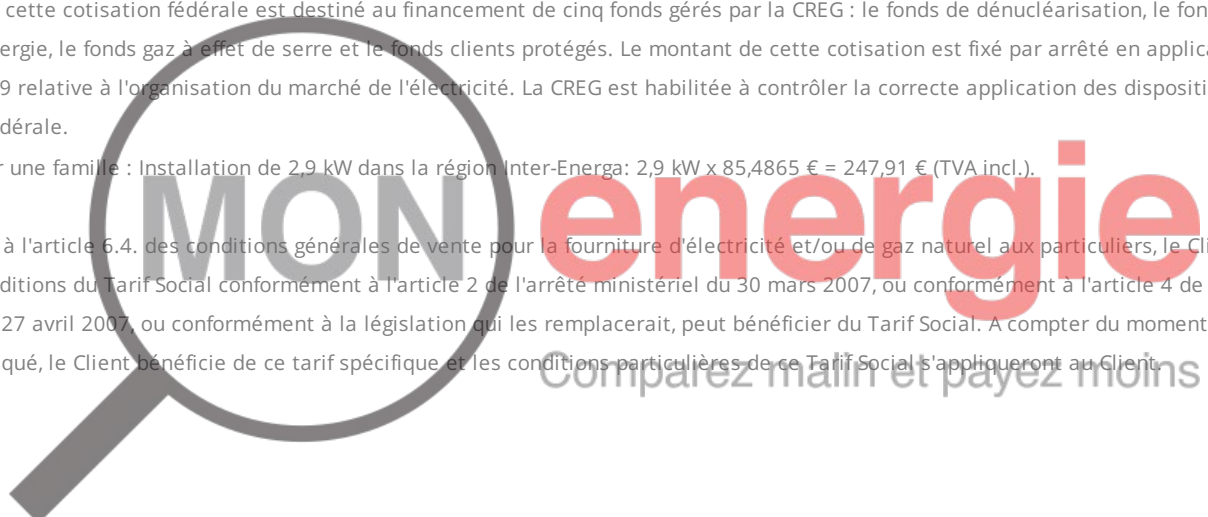 cette cotisation fédérale est destiné au financement de cinq fonds gérés par la CREG : le fonds de dénucléarisation, le fon
ergie, le fonds gaz à effet de serre et le fonds clients protégés. Le montant de cette cotisation est fixé par arrêté en applica
9 relative à l'organisation du marché de l'électricité. La CREG est habilitée à contrôler la correcte application des dispositi
dérale.
r une famille : Installation de 2,9 kW dans la région Inter-Energa: 2,9 kW x 85,4865 € = 247,91 € (TVA incl.).
à l'article 6.4. des conditions générales de vente pour la fourniture d'électricité et/ou de gaz naturel aux particuliers, le Cli
ditions du Tarif Social conformément à l'article 2 de l'arrêté ministériel du 30 mars 2007, ou conformément à l'article 4 de
27 avril 2007, ou conformément à la législation qui les remplacerait, peut bénéficier du Tarif Social. A compter du moment
qué, le Client bénéficie de ce tarif spécifique et les conditions particulières de ce Tarif Social s'appliqueront au Client.
MON energie
Comparez malin et payez moins